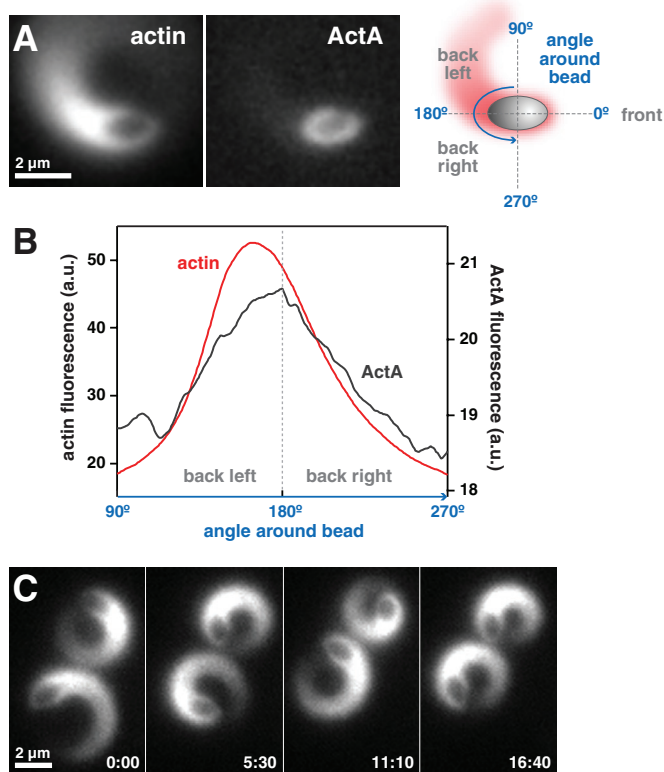 A
actin
ActA
2 µm
90º
angle
around
bead
back
left
180º
0º
front
back
right
270º
B
actin fluorescence (a.u.)
50
40
30
20
actin
ActA
back left
back right
21
20
19
18
ActA fluorescence
(a.u.)
90º
180º
270º
angle around bead
C
2 µm
0:00
5:30
11:10
16:40